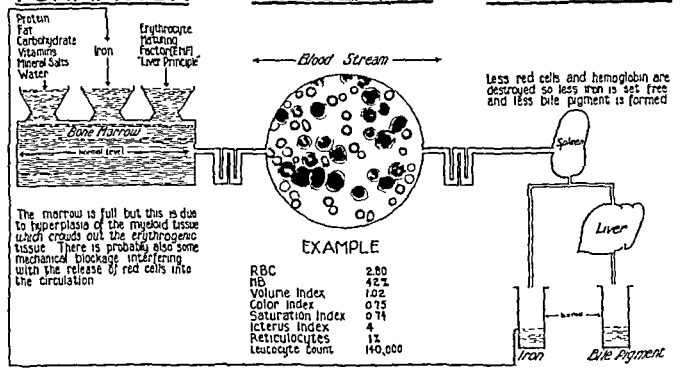 Protein
Fat
Carbohydrate
Vitamins
Mineral Salts
Water
Iron
Erythrocyte
Maturing
Factor(EMF)
"Liver Principle"
Bone Marrow
Normal Level
The marrow is full but this is due
to hyperplasia of the myeloid tissue
which crowds out the erythrogenic
tissue There is probably also some
mechanical blockage interfering
with the release of red cells into
the circulation
Blood Stream
EXAMPLE
RBC 2.80
HB 42%
Volume Index 1.02
Color Index 0.75
Saturation Index 0.74
Icterus Index 4
Reticulocytes 1%
Leucocyte Count 140,000
Less red cells and hemoglobin are
destroyed so less iron is set free
and less bile pigment is formed
Spleen
Liver
Normal
Iron
Bile Pigment